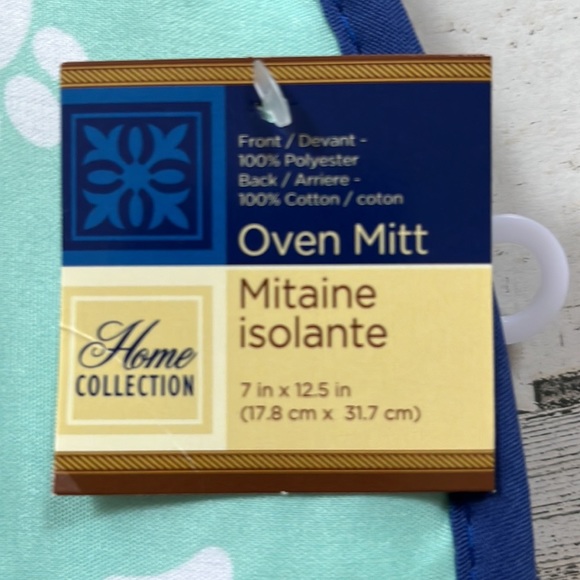 Front / Devant -
100% Polyester
Back / Arriere -
100% Cotton / coton
Oven Mitt
Mitaine
isolante
Home
COLLECTION
7 in x 12.5 in
(17.8 cm x 31.7 cm)